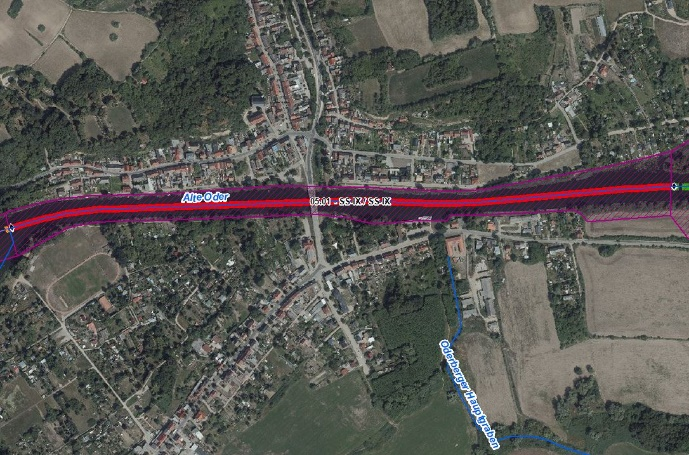 Alte Oder
05.01 - SS-IX / SS-IX
Oderberger Hauptgraben